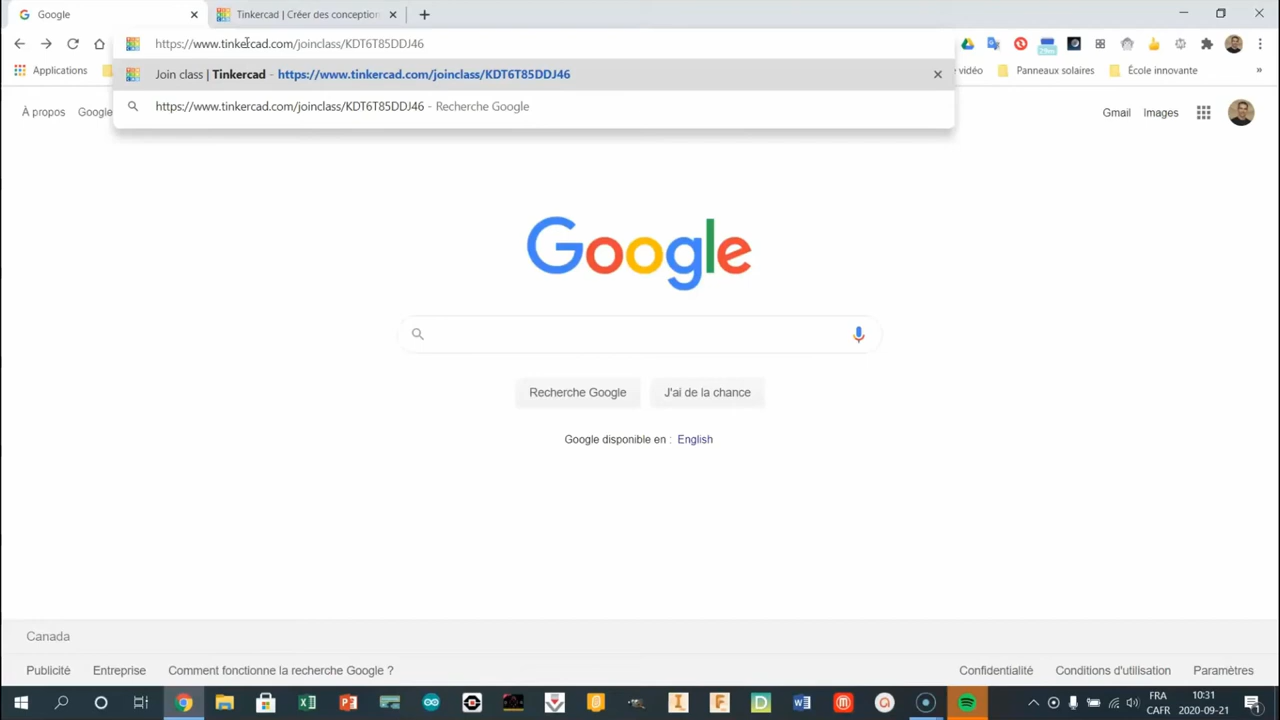 Google
Tinkercad | Créer des conception
https://www.tinkercad.com/joinclass/KDT6T85DDJ46
Join class | Tinkercad - https://www.tinkercad.com/joinclass/KDT6T85DDJ46
https://www.tinkercad.com/joinclass/KDT6T85DDJ46 - Recherche Google
Applications
vidéo
Panneaux solaires
École innovante
»
À propos
Google
Gmail
Images
Google
Recherche Google
J'ai de la chance
Google disponible en : English
Canada
Publicité
Entreprise
Comment fonctionne la recherche Google ?
Confidentialité
Conditions d'utilisation
Paramètres
FRA
CAFR
10:31
2020-09-21